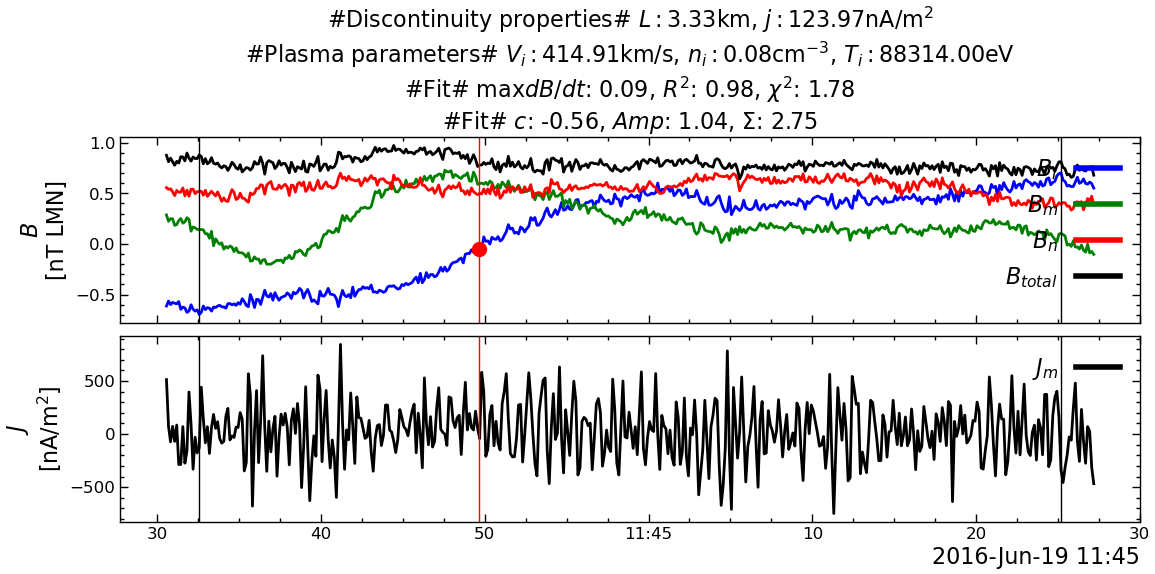 #Discontinuity properties# L : 3.33km, j : 123.97nA/m²
#Plasma parameters# Vᵢ : 414.91km/s, nᵢ : 0.08cm⁻³, Tᵢ : 88314.00eV
#Fit# maxdB/dt: 0.09, R²: 0.98, χ²: 1.78
#Fit# c: -0.56, Amp: 1.04, Σ: 2.75
1.0
0.5
0.0
−0.5
B
[nT LMN]
Bₘ
Bₙ
B_total
500
0
−500
J
[nA/m²]
Jₘ
30
40
50
11:45
10
20
30
2016-Jun-19 11:45